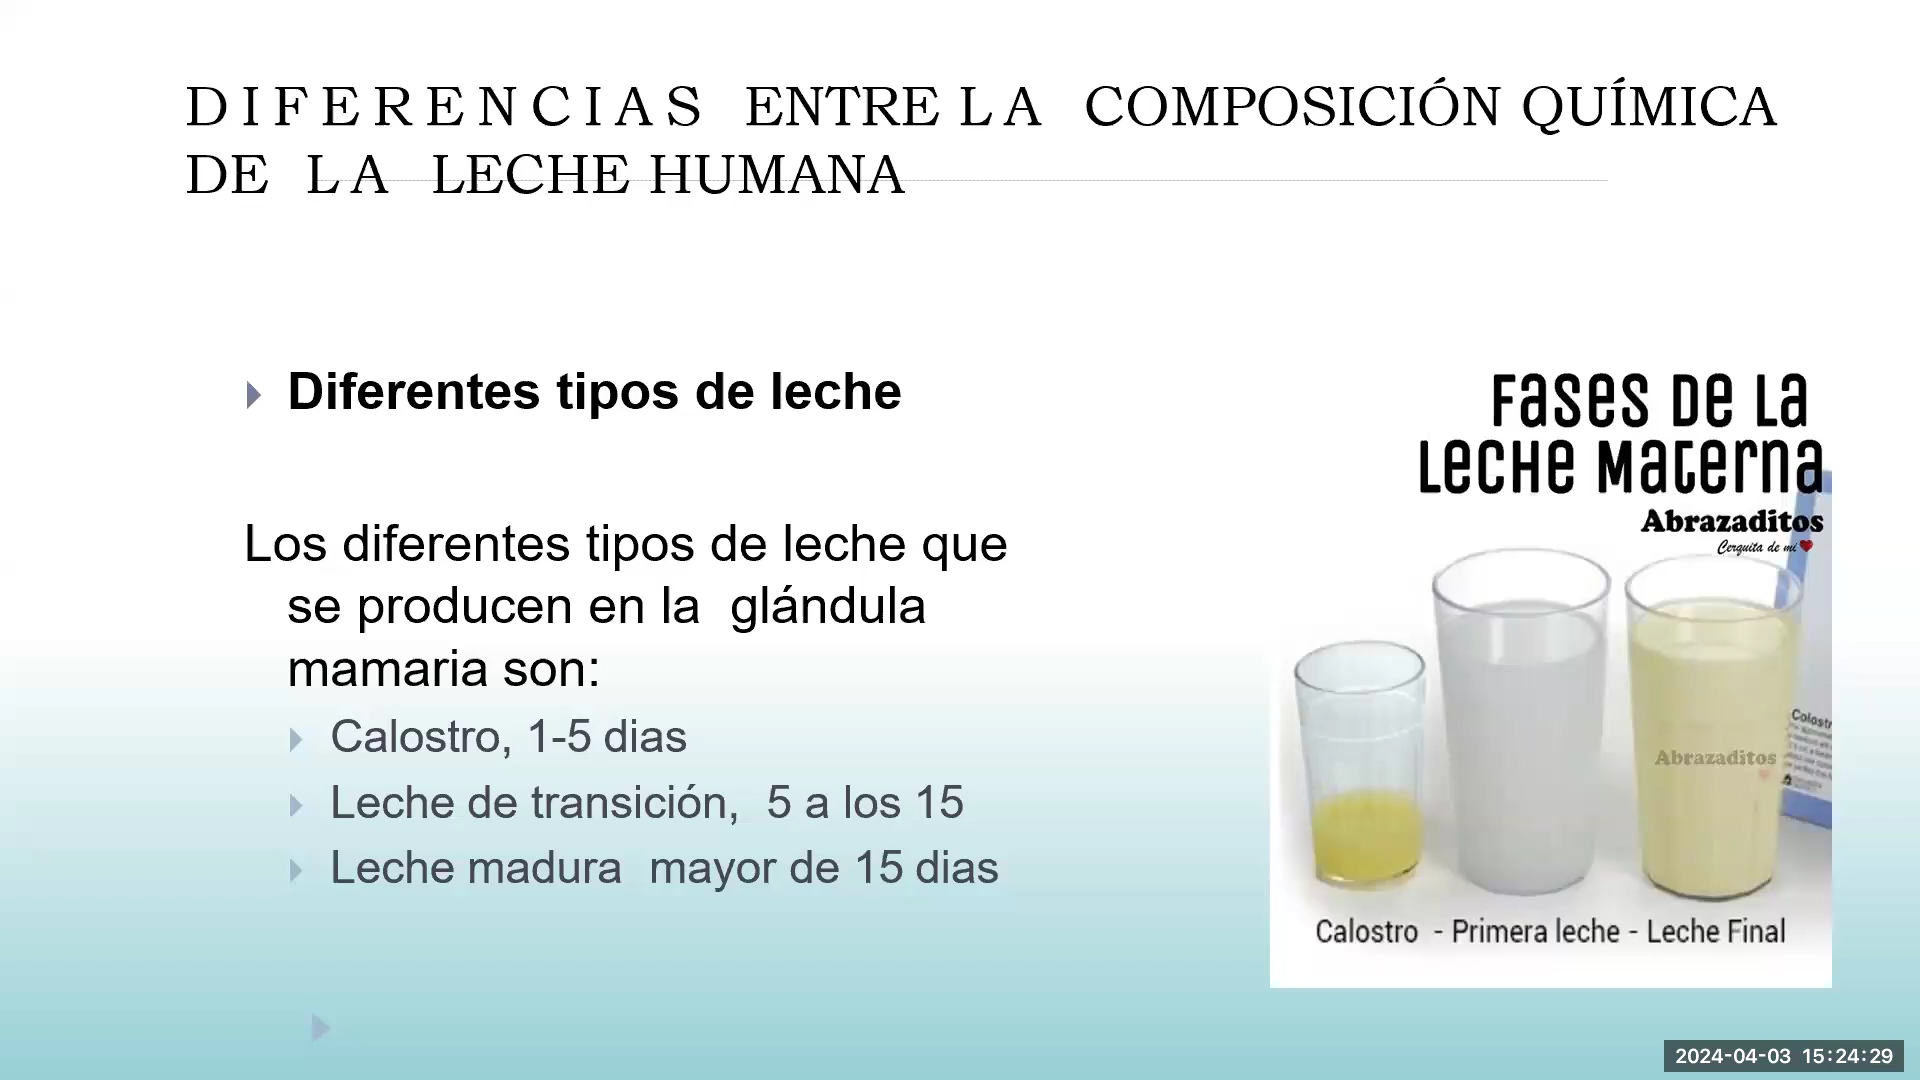 DIFERENCIAS ENTRE LA COMPOSICIÓN QUÍMICA
DE LA LECHE HUMANA
Diferentes tipos de leche
Los diferentes tipos de leche que
se producen en la glándula
mamaria son:
Calostro, 1-5 dias
Leche de transición, 5 a los 15
Leche madura mayor de 15 dias
Fases de la
Leche Materna
Abrazaditos
Cerquita de mi
Colostr
Abrazaditos
Calostro - Primera leche - Leche Final
2024-04-03 15:24:29